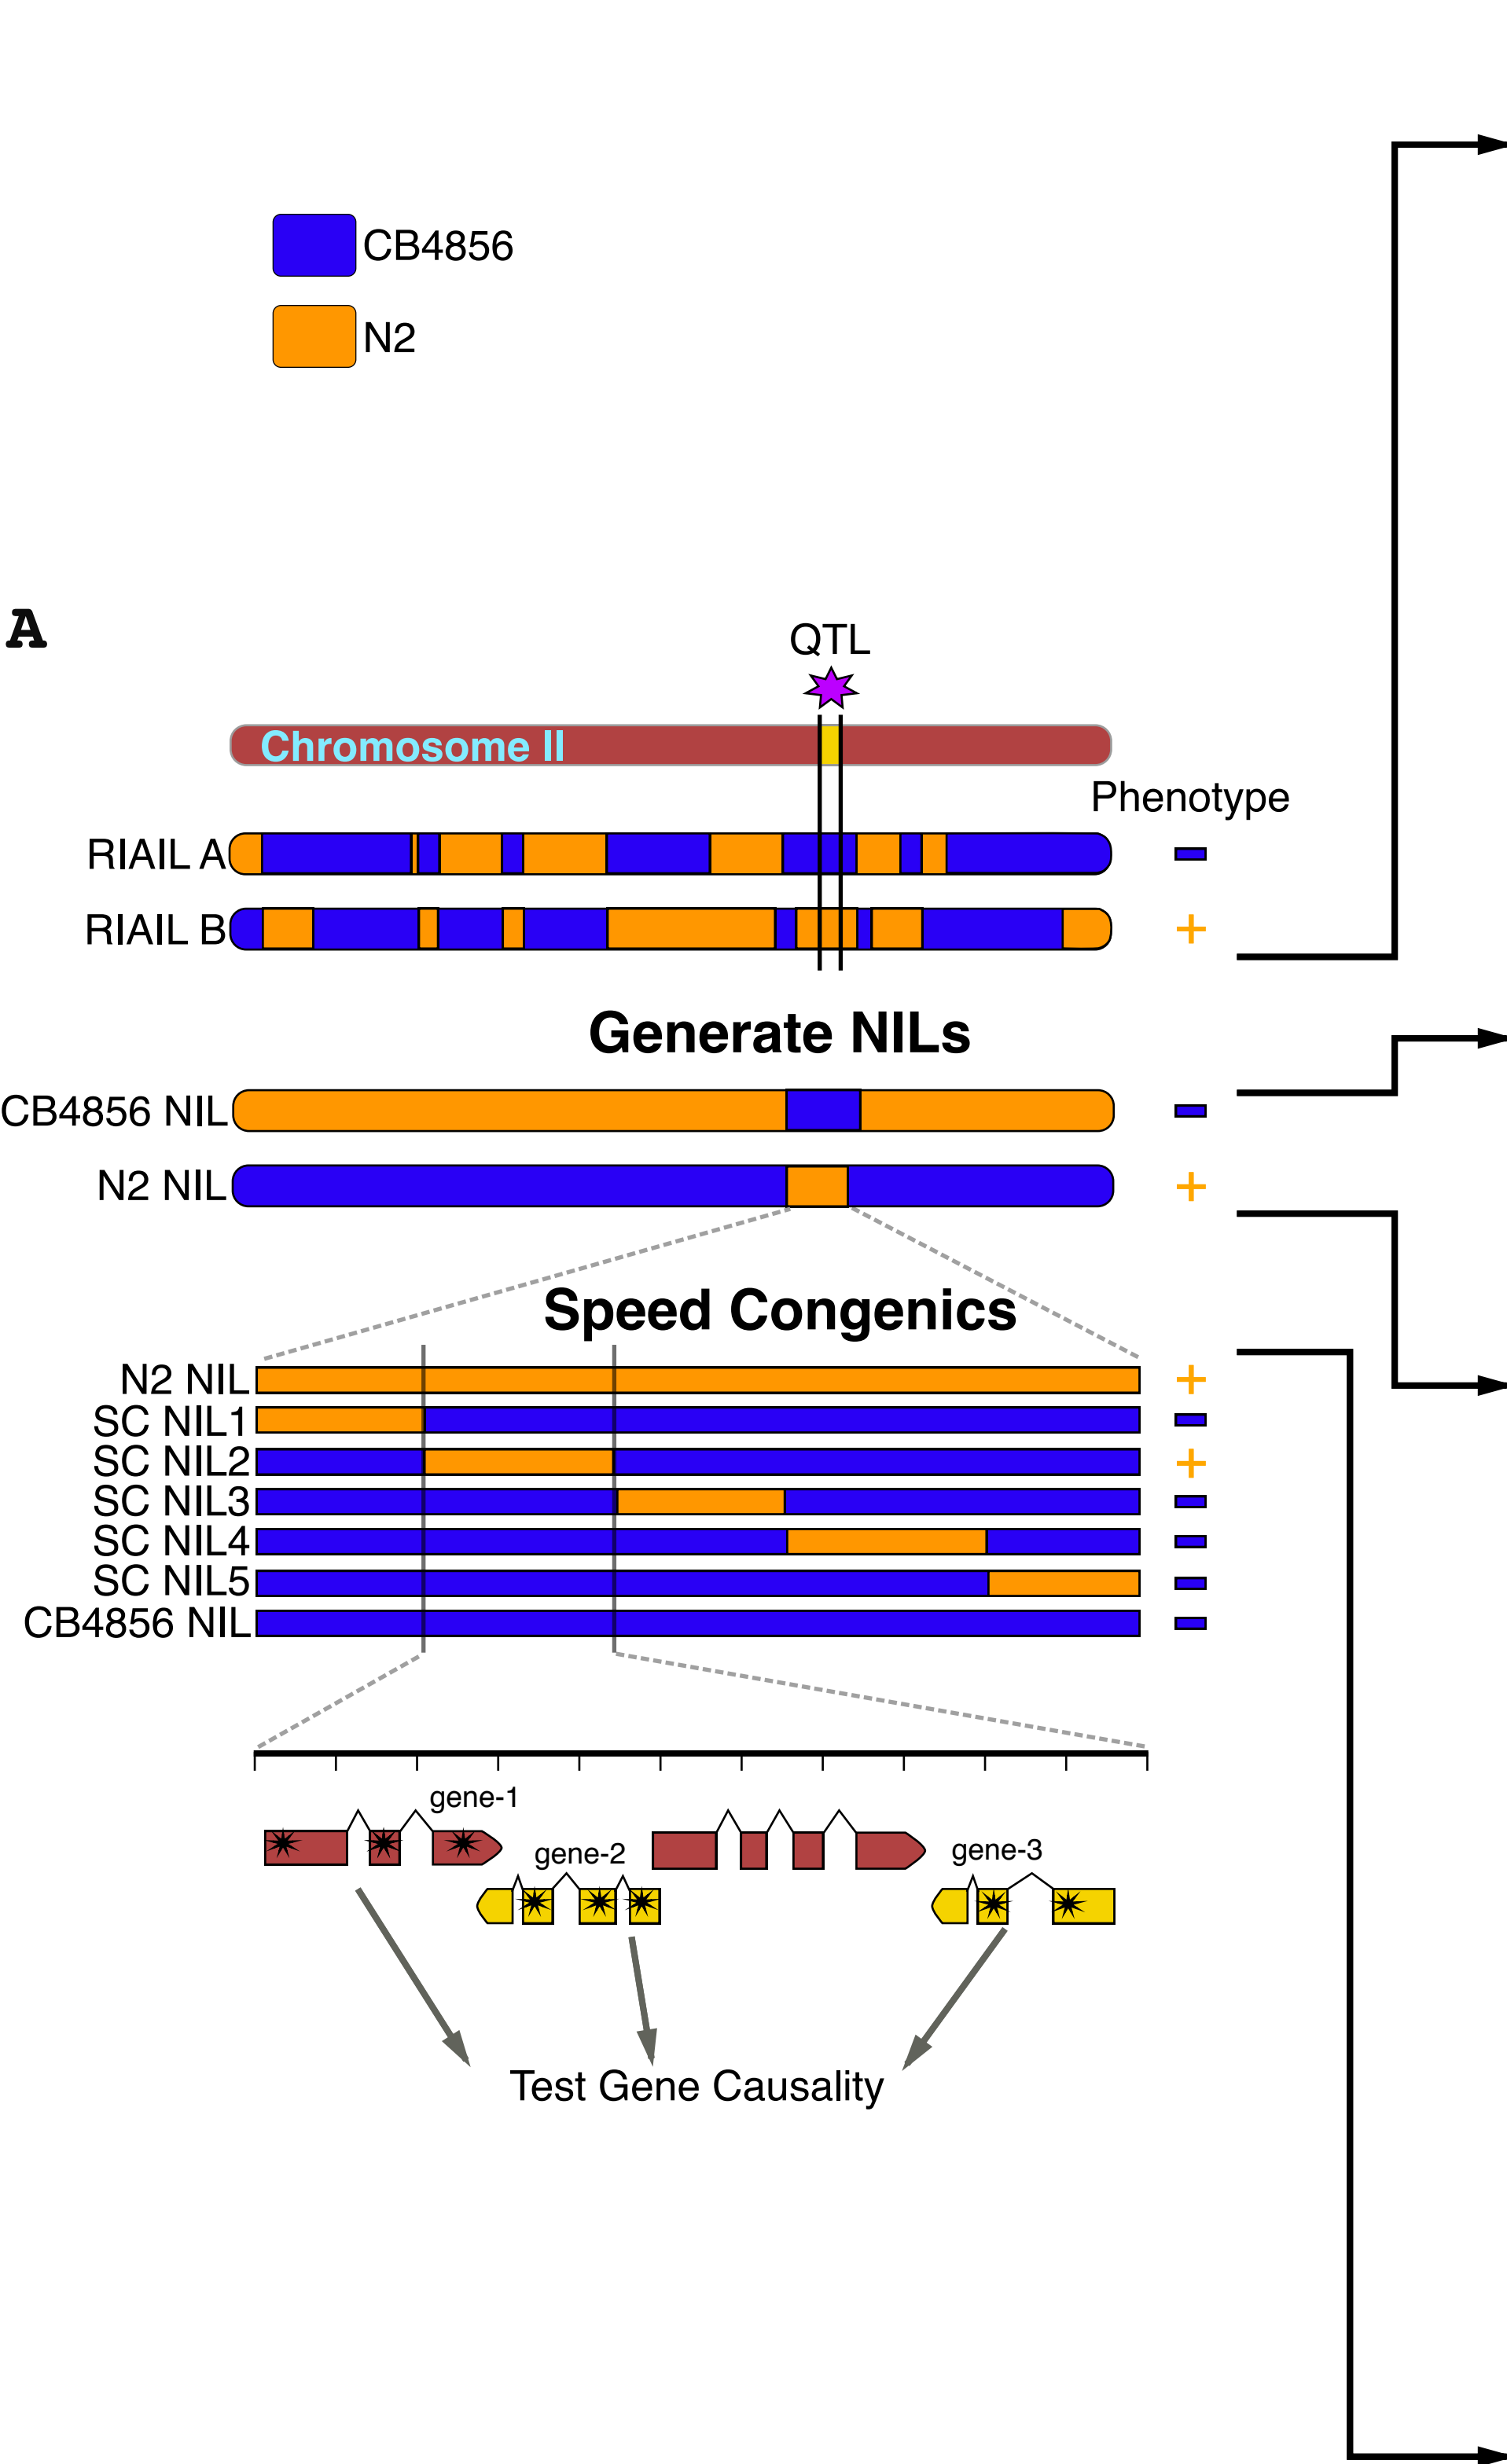 CB4856
N2
A
QTL
Chromosome II
Phenotype
RIAIL A
RIAIL B
Generate NILs
CB4856 NIL
N2 NIL
Speed Congenics
N2 NIL
SC NIL1
SC NIL2
SC NIL3
SC NIL4
SC NIL5
CB4856 NIL
gene-1
gene-2
gene-3
Test Gene Causality